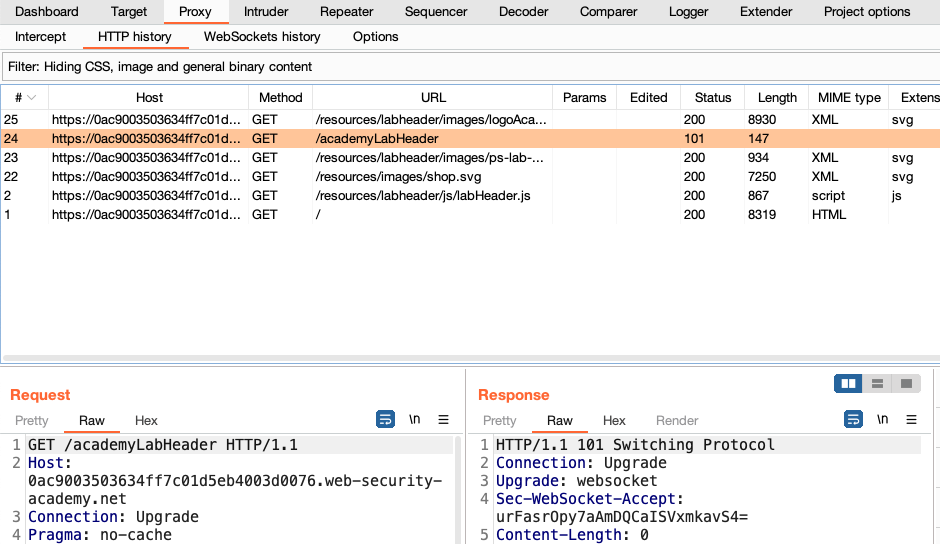 Dashboard Target Proxy Intruder Repeater Sequencer Decoder Comparer Logger Extender Project options
Intercept HTTP history WebSockets history Options
Filter: Hiding CSS, image and general binary content
# Host Method URL Params Edited Status Length MIME type Extens
25 https://0ac9003503634ff7c01d... GET /resources/labheader/images/logoAca... 200 8930 XML svg
24 https://0ac9003503634ff7c01d... GET /academyLabHeader 101 147
23 https://0ac9003503634ff7c01d... GET /resources/labheader/images/ps-lab-... 200 934 XML svg
22 https://0ac9003503634ff7c01d... GET /resources/images/shop.svg 200 7250 XML svg
2 https://0ac9003503634ff7c01d... GET /resources/labheader/js/labHeader.js 200 867 script js
1 https://0ac9003503634ff7c01d... GET / 200 8319 HTML
Request
Pretty Raw Hex \n
1 GET /academyLabHeader HTTP/1.1
2 Host:
0ac9003503634ff7c01d5eb4003d0076.web-security-
academy.net
3 Connection: Upgrade
4 Pragma: no-cache
Response
Pretty Raw Hex Render \n
1 HTTP/1.1 101 Switching Protocol
2 Connection: Upgrade
3 Upgrade: websocket
4 Sec-WebSocket-Accept:
urFasrOpy7aAmDQCaISVxmkavS4=
5 Content-Length: 0